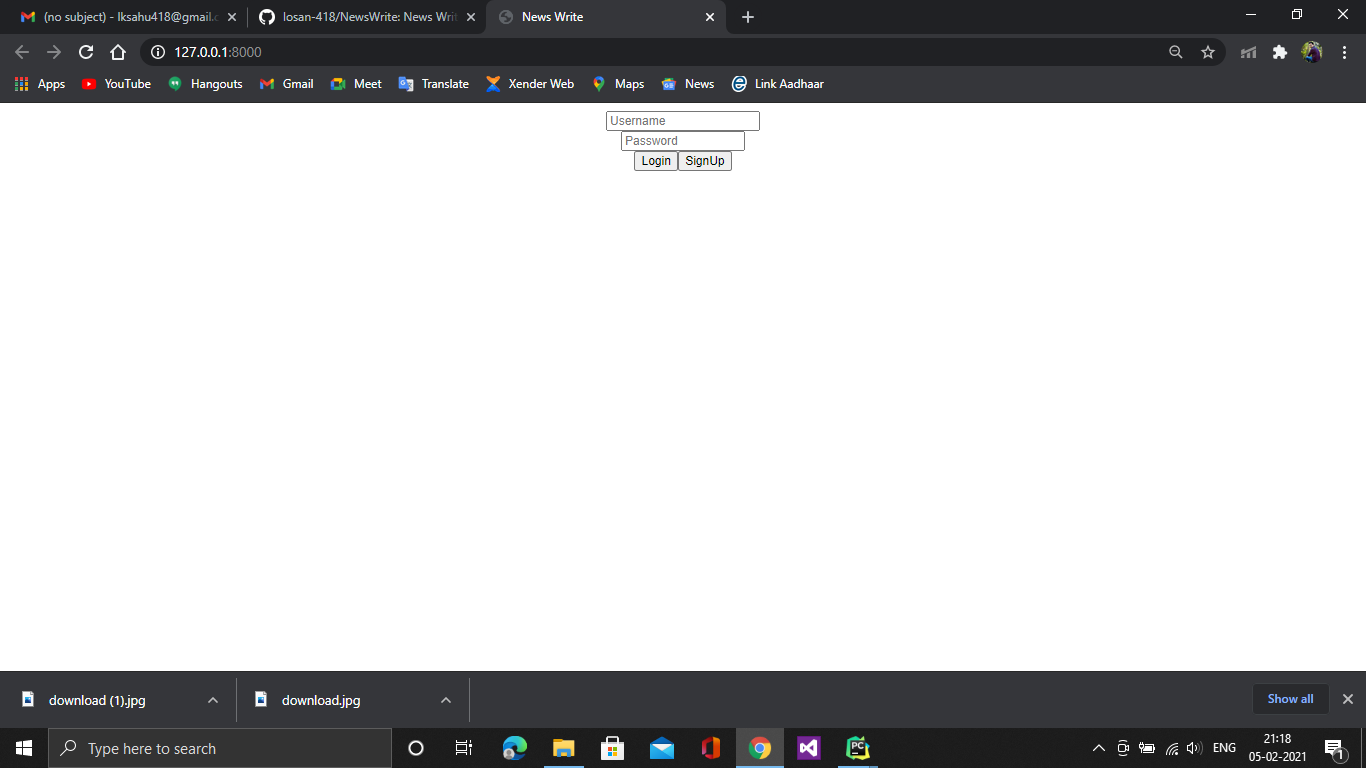 (no subject) - lksahu418@gmail.c
losan-418/NewsWrite: News Writ
News Write
127.0.0.1:8000
Apps
YouTube
Hangouts
Gmail
Meet
Translate
Xender Web
Maps
News
Link Aadhaar
Username
Password
Login
SignUp
download (1).jpg
download.jpg
Show all
Type here to search
PC
ENG
21:18
05-02-2021
1